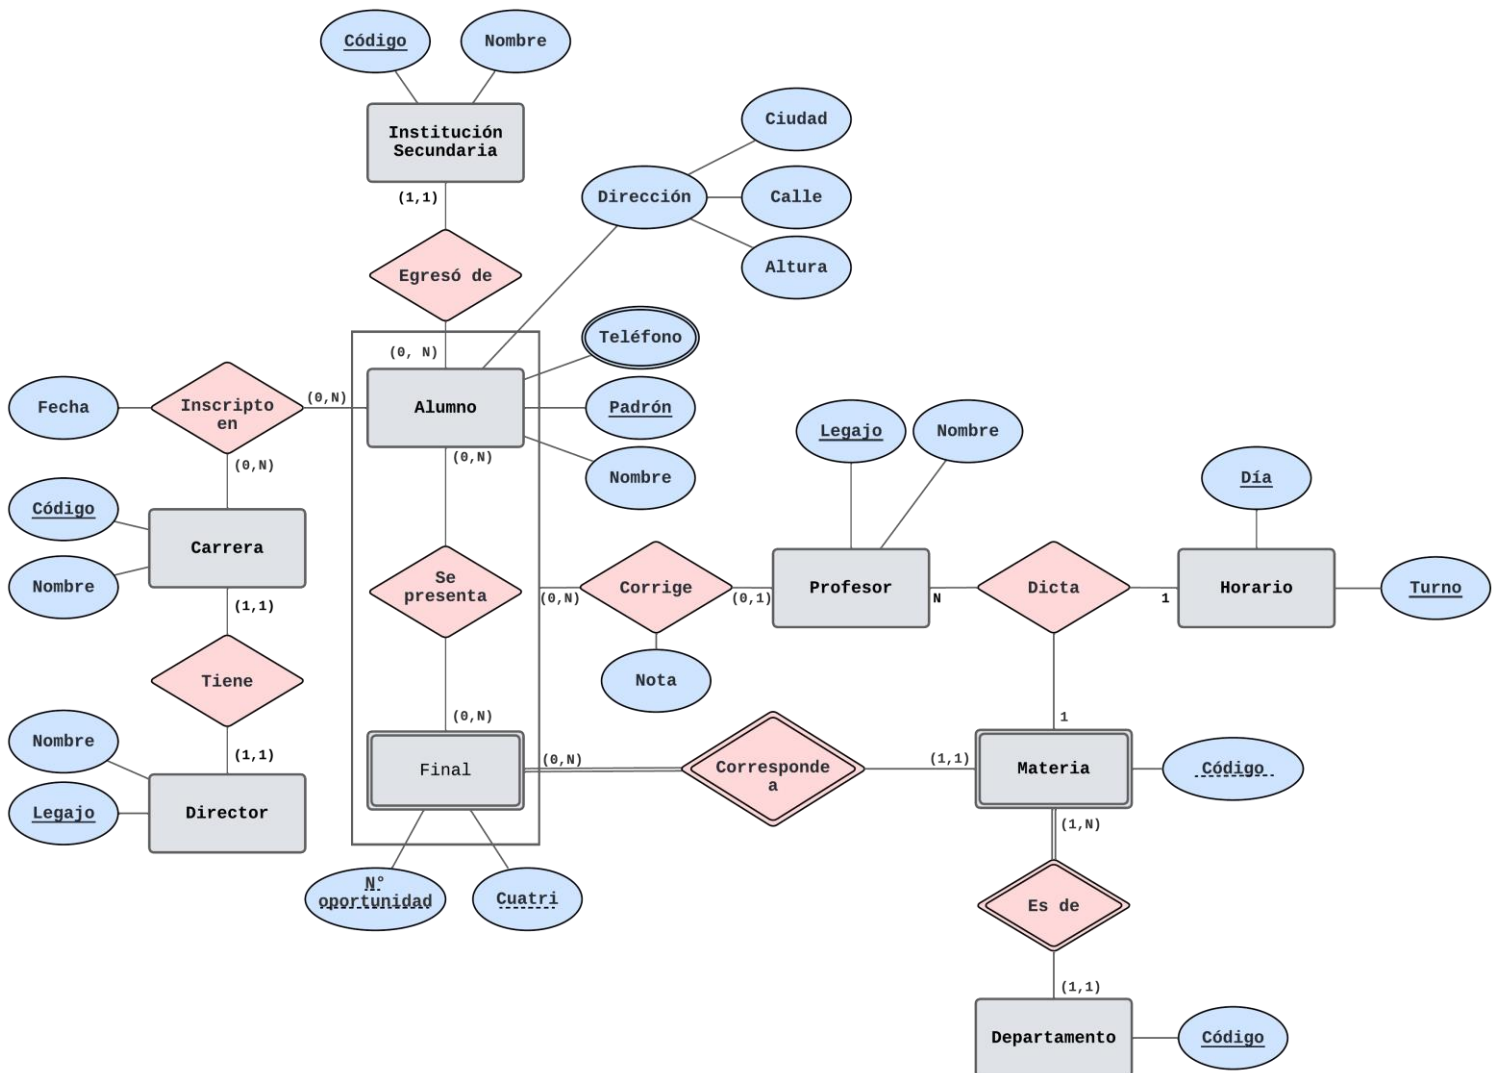 Código
Nombre
Institución
Secundaria
(1,1)
Egresó de
Ciudad
Dirección
Calle
Altura
Teléfono
(0, N)
Fecha
Inscripto
en
(0,N)
Alumno
Padrón
(0,N)
(0,N)
Nombre
Legajo
Nombre
Día
Código
Carrera
Nombre
(1,1)
Se
presenta
(0,N)
Corrige
(0,1)
Profesor
N
Dicta
1
Horario
Turno
Nota
Tiene
(0,N)
1
Nombre
(1,1)
Legajo
Director
Final
(0,N)
Corresponde
a
(1,1)
Materia
Código
(1,N)
N°
oportunidad
Cuatri
Es de
(1,1)
Departamento
Código